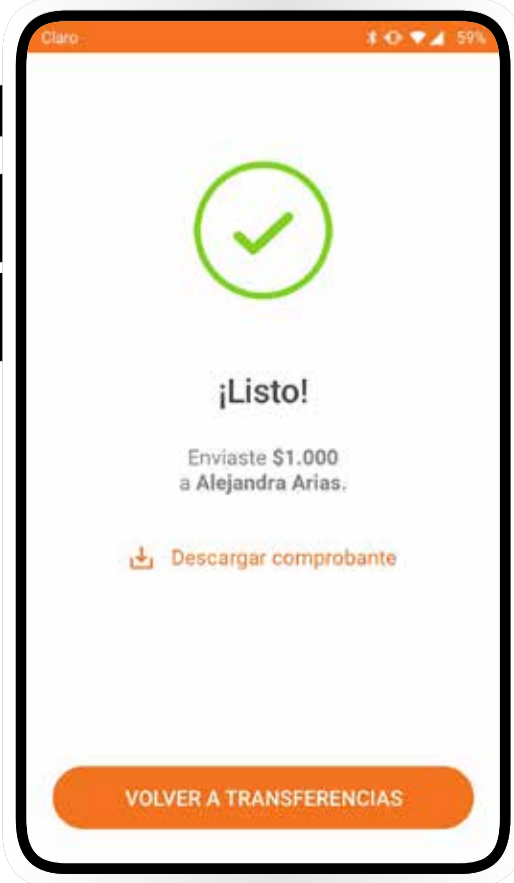 Claro 59%
¡Listo!
Enviaste $1.000
a Alejandra Arias.
Descargar comprobante
VOLVER A TRANSFERENCIAS